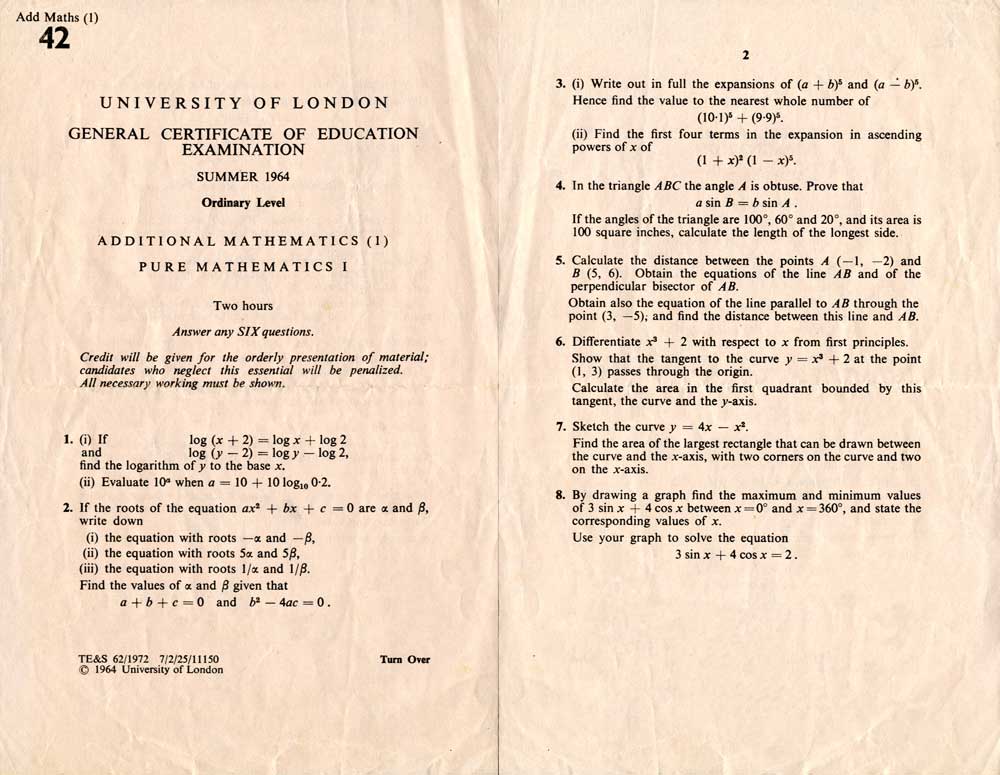 Add Maths (1)
42
UNIVERSITY OF LONDON
GENERAL CERTIFICATE OF EDUCATION
EXAMINATION
SUMMER 1964
Ordinary Level
ADDITIONAL MATHEMATICS (1)
PURE MATHEMATICS I
Two hours
Answer any SIX questions.
Credit will be given for the orderly presentation of material;
candidates who neglect this essential will be penalized.
All necessary working must be shown.
1. (i) If log (x + 2) = log x + log 2
and log (y − 2) = log y − log 2,
find the logarithm of y to the base x.
(ii) Evaluate 10ᵃ when a = 10 + 10 log₁₀ 0·2.
2. If the roots of the equation ax² + bx + c = 0 are α and β,
write down
(i) the equation with roots −α and −β,
(ii) the equation with roots 5α and 5β,
(iii) the equation with roots 1/α and 1/β.
Find the values of α and β given that
a + b + c = 0 and b² − 4ac = 0.
TE&S 62/1972 7/2/25/11150
© 1964 University of London
Turn Over
2
3. (i) Write out in full the expansions of (a + b)⁵ and (a − b)⁵.
Hence find the value to the nearest whole number of
(10·1)⁵ + (9·9)⁵.
(ii) Find the first four terms in the expansion in ascending
powers of x of
(1 + x)² (1 − x)⁵.
4. In the triangle ABC the angle A is obtuse. Prove that
a sin B = b sin A .
If the angles of the triangle are 100°, 60° and 20°, and its area is
100 square inches, calculate the length of the longest side.
5. Calculate the distance between the points A (−1, −2) and
B (5, 6). Obtain the equations of the line AB and of the
perpendicular bisector of AB.
Obtain also the equation of the line parallel to AB through the
point (3, −5), and find the distance between this line and AB.
6. Differentiate x³ + 2 with respect to x from first principles.
Show that the tangent to the curve y = x³ + 2 at the point
(1, 3) passes through the origin.
Calculate the area in the first quadrant bounded by this
tangent, the curve and the y-axis.
7. Sketch the curve y = 4x − x².
Find the area of the largest rectangle that can be drawn between
the curve and the x-axis, with two corners on the curve and two
on the x-axis.
8. By drawing a graph find the maximum and minimum values
of 3 sin x + 4 cos x between x = 0° and x = 360°, and state the
corresponding values of x.
Use your graph to solve the equation
3 sin x + 4 cos x = 2 .